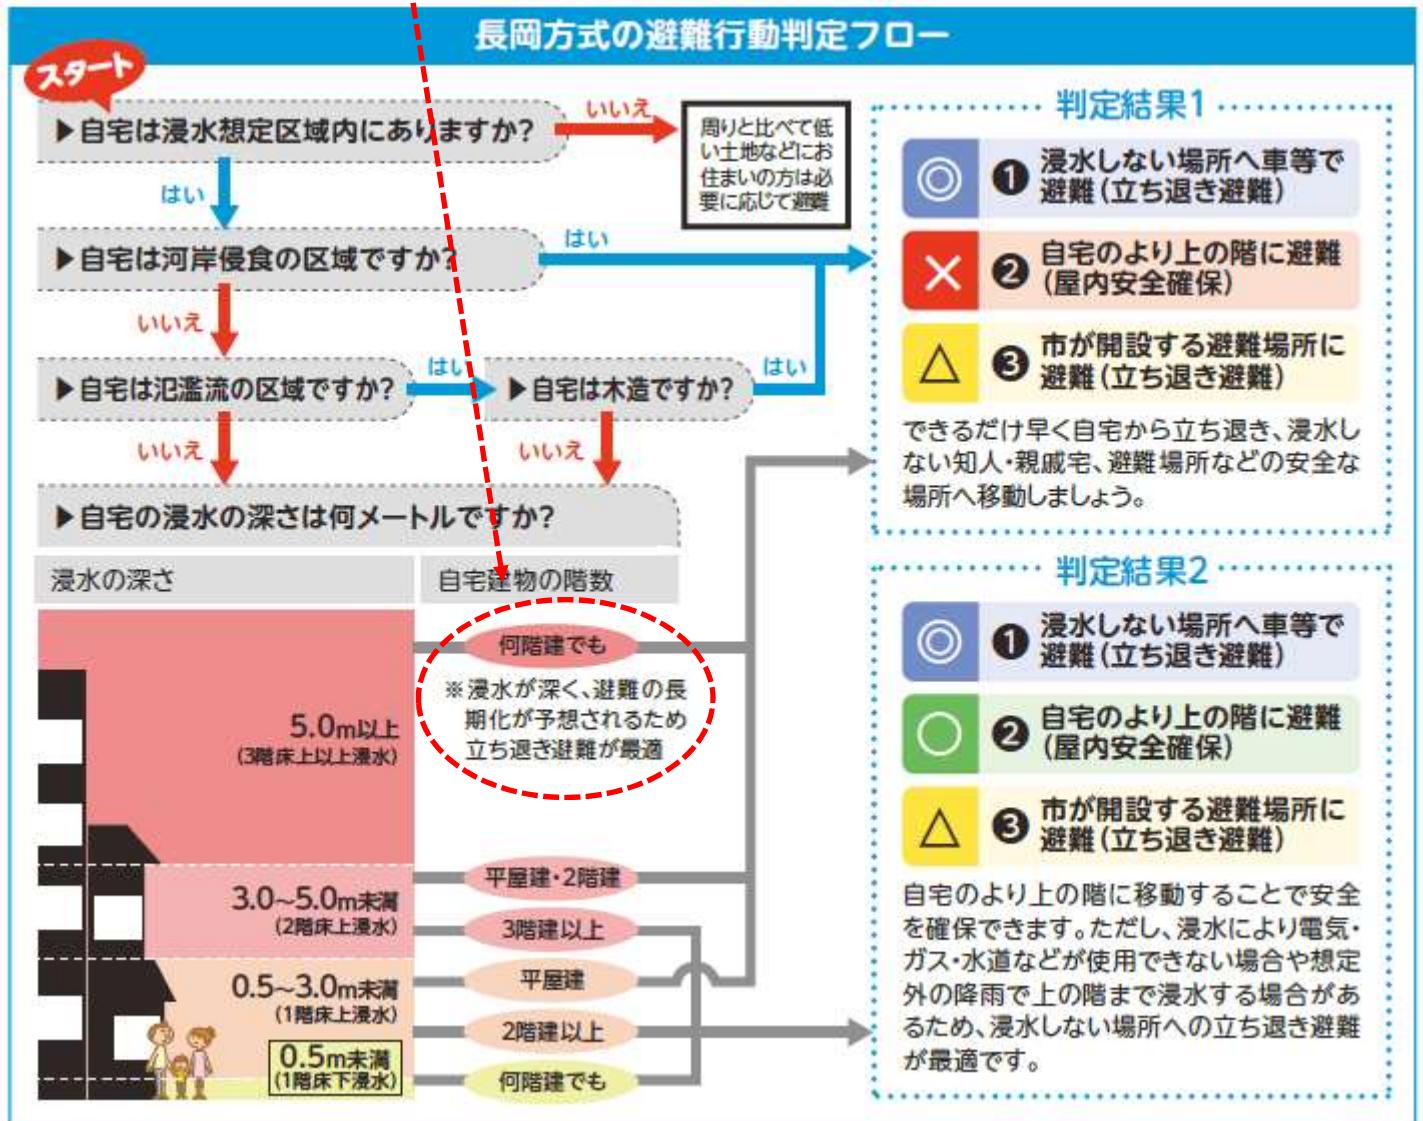 長岡方式の避難行動判定フロー
スタート
▶自宅は浸水想定区域内にありますか?
いいえ
周りと比べて低
い土地などにお
住まいの方は必
要に応じて避難
はい
▶自宅は河岸侵食の区域ですか?
はい
いいえ
▶自宅は氾濫流の区域ですか?
はい
▶自宅は木造ですか?
はい
いいえ
いいえ
▶自宅の浸水の深さは何メートルですか?
浸水の深さ
自宅建物の階数
5.0m以上
(3階床上以上浸水)
何階建でも
※浸水が深く、避難の長
期化が予想されるため
立ち退き避難が最適
3.0~5.0m未満
(2階床上浸水)
平屋建・2階建
3階建以上
0.5~3.0m未満
(1階床上浸水)
平屋建
2階建以上
0.5m未満
(1階床下浸水)
何階建でも
判定結果1
◎ ❶ 浸水しない場所へ車等で
避難(立ち退き避難)
× ❷ 自宅のより上の階に避難
(屋内安全確保)
△ ❸ 市が開設する避難場所に
避難(立ち退き避難)
できるだけ早く自宅から立ち退き、浸水し
ない知人・親戚宅、避難場所などの安全な
場所へ移動しましょう。
判定結果2
◎ ❶ 浸水しない場所へ車等で
避難(立ち退き避難)
○ ❷ 自宅のより上の階に避難
(屋内安全確保)
△ ❸ 市が開設する避難場所に
避難(立ち退き避難)
自宅のより上の階に移動することで安全
を確保できます。ただし、浸水により電気・
ガス・水道などが使用できない場合や想定
外の降雨で上の階まで浸水する場合があ
るため、浸水しない場所への立ち退き避難
が最適です。